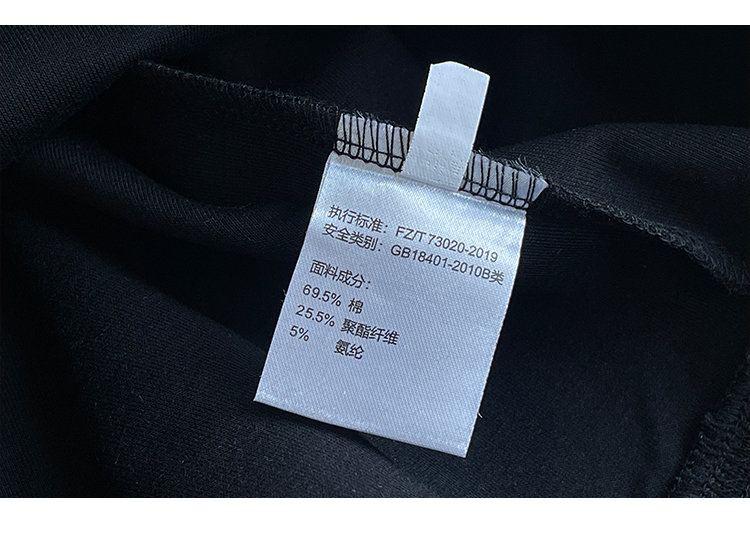 执行标准：FZ/T 73020-2019
安全类别：GB18401-2010B类
面料成分：
69.5% 棉
25.5% 聚酯纤维
5% 氨纶